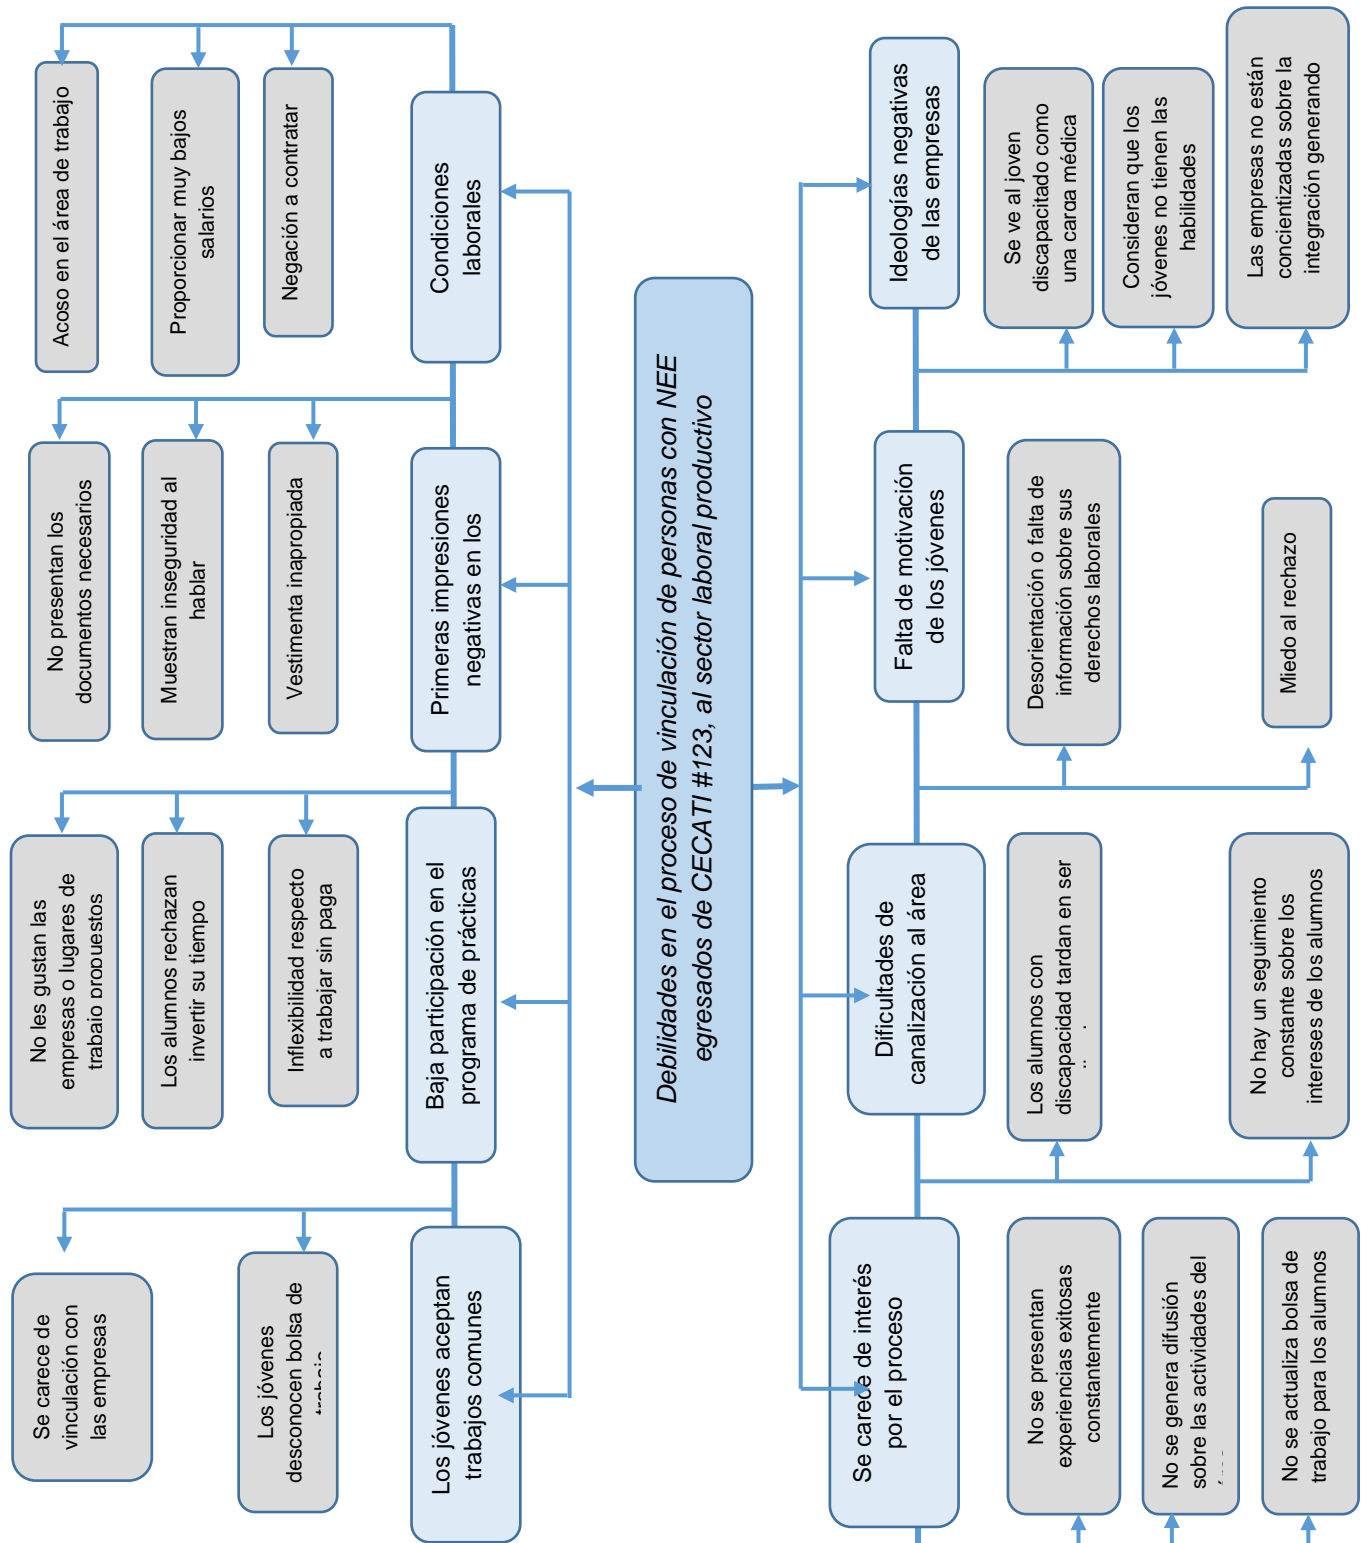 Se carece de
vinculación con
las empresas
No les gustan las
empresas o lugares de
trabajo propuestos
No presentan los
documentos necesarios
Acoso en el área de trabajo
Los alumnos rechazan
invertir su tiempo
Muestran inseguridad al
hablar
Proporcionar muy bajos
salarios
Los jóvenes
desconocen bolsa de
Inflexibilidad respecto
a trabajar sin paga
Vestimenta inapropiada
Negación a contratar
Los jóvenes aceptan
trabajos comunes
Baja participación en el
programa de prácticas
Primeras impresiones
negativas en los
Condiciones
laborales
Debilidades en el proceso de vinculación de personas con NEE
egresados de CECATI #123, al sector laboral productivo
Se carece de interés
por el proceso
Dificultades de
canalización al área
Falta de motivación
de los jóvenes
Ideologías negativas
de las empresas
No se presentan
experiencias exitosas
constantemente
Los alumnos con
discapacidad tardan en ser
Desorientación o falta de
información sobre sus
derechos laborales
Se ve al joven
discapacitado como
una carga médica
No se genera difusión
sobre las actividades del
Consideran que los
jóvenes no tienen las
habilidades
No se actualiza bolsa de
trabajo para los alumnos
No hay un seguimiento
constante sobre los
intereses de los alumnos
Miedo al rechazo
Las empresas no están
concientizadas sobre la
integración generando